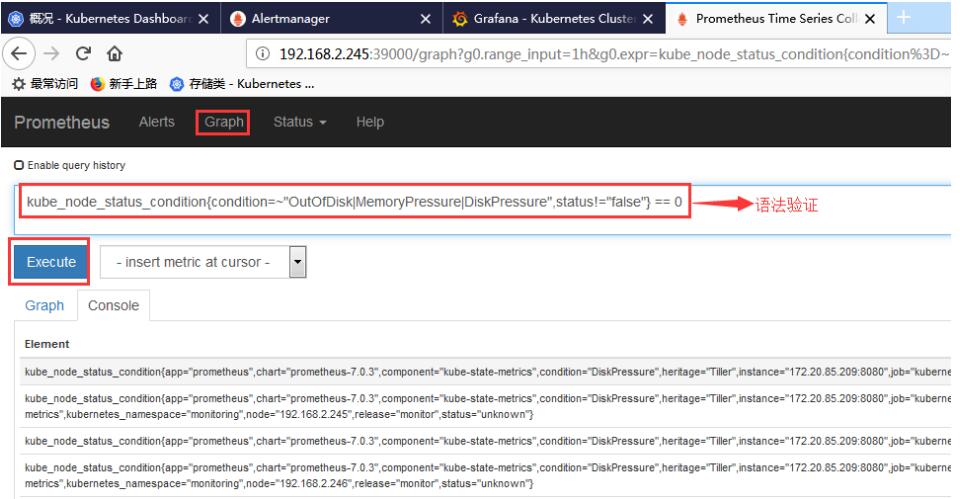 概况 - Kubernetes Dashboar
Alertmanager
Grafana - Kubernetes Cluste
Prometheus Time Series Coll
192.168.2.245:39000/graph?g0.range_input=1h&g0.expr=kube_node_status_condition{condition%3D~
最常访问 新手上路 存储类 - Kubernetes ...
Prometheus Alerts Graph Status Help
Enable query history
kube_node_status_condition{condition=~"OutOfDisk|MemoryPressure|DiskPressure",status!="false"} == 0
语法验证
Execute - insert metric at cursor -
Graph Console
Element
kube_node_status_condition{app="prometheus",chart="prometheus-7.0.3",component="kube-state-metrics",condition="DiskPressure",heritage="Tiller",instance="172.20.85.209:8080",job="kuberne
kube_node_status_condition{app="prometheus",chart="prometheus-7.0.3",component="kube-state-metrics",condition="DiskPressure",heritage="Tiller",instance="172.20.85.209:8080",job="kuberne
metrics",kubernetes_namespace="monitoring",node="192.168.2.245",release="monitor",status="unknown"}
kube_node_status_condition{app="prometheus",chart="prometheus-7.0.3",component="kube-state-metrics",condition="DiskPressure",heritage="Tiller",instance="172.20.85.209:8080",job="kuberne
kube_node_status_condition{app="prometheus",chart="prometheus-7.0.3",component="kube-state-metrics",condition="DiskPressure",heritage="Tiller",instance="172.20.85.209:8080",job="kuberne
metrics",kubernetes_namespace="monitoring",node="192.168.2.246",release="monitor",status="unknown"}